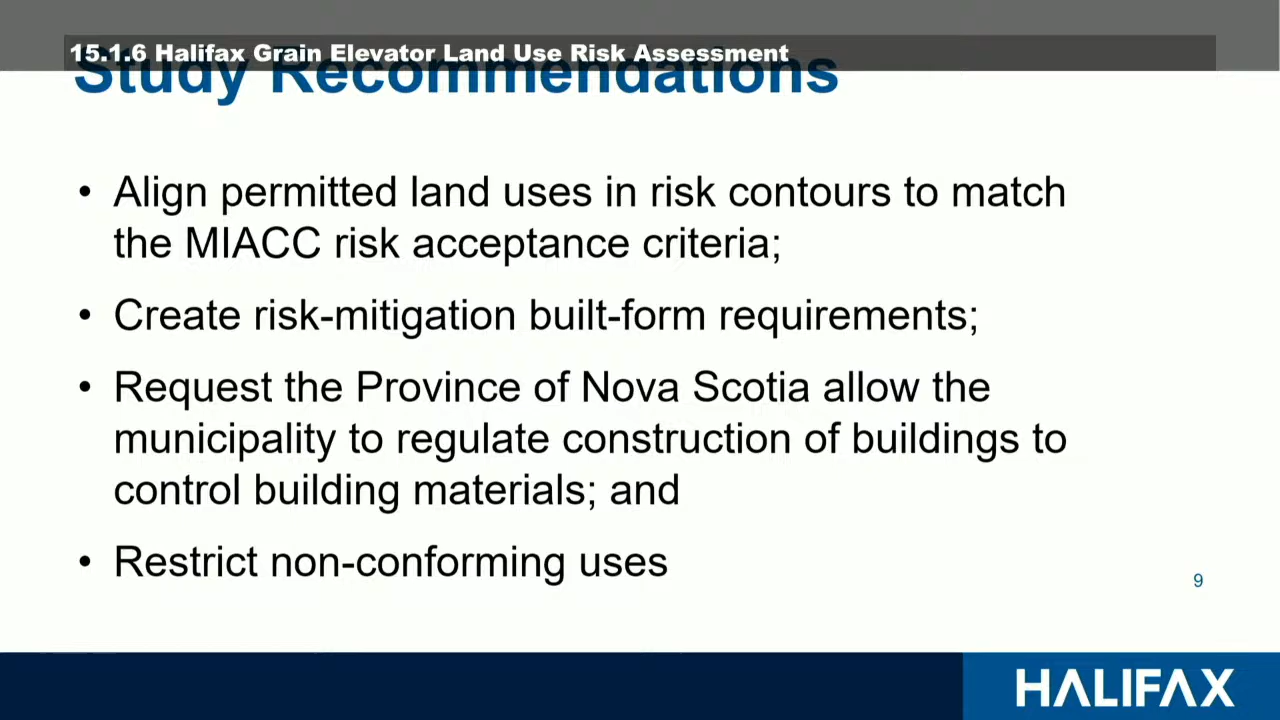 15.1.6 Halifax Grain Elevator Land Use Risk Assessment
Study Recommendations
• Align permitted land uses in risk contours to match
the MIACC risk acceptance criteria;
• Create risk-mitigation built-form requirements;
• Request the Province of Nova Scotia allow the
municipality to regulate construction of buildings to
control building materials; and
• Restrict non-conforming uses
9
HALIFAX